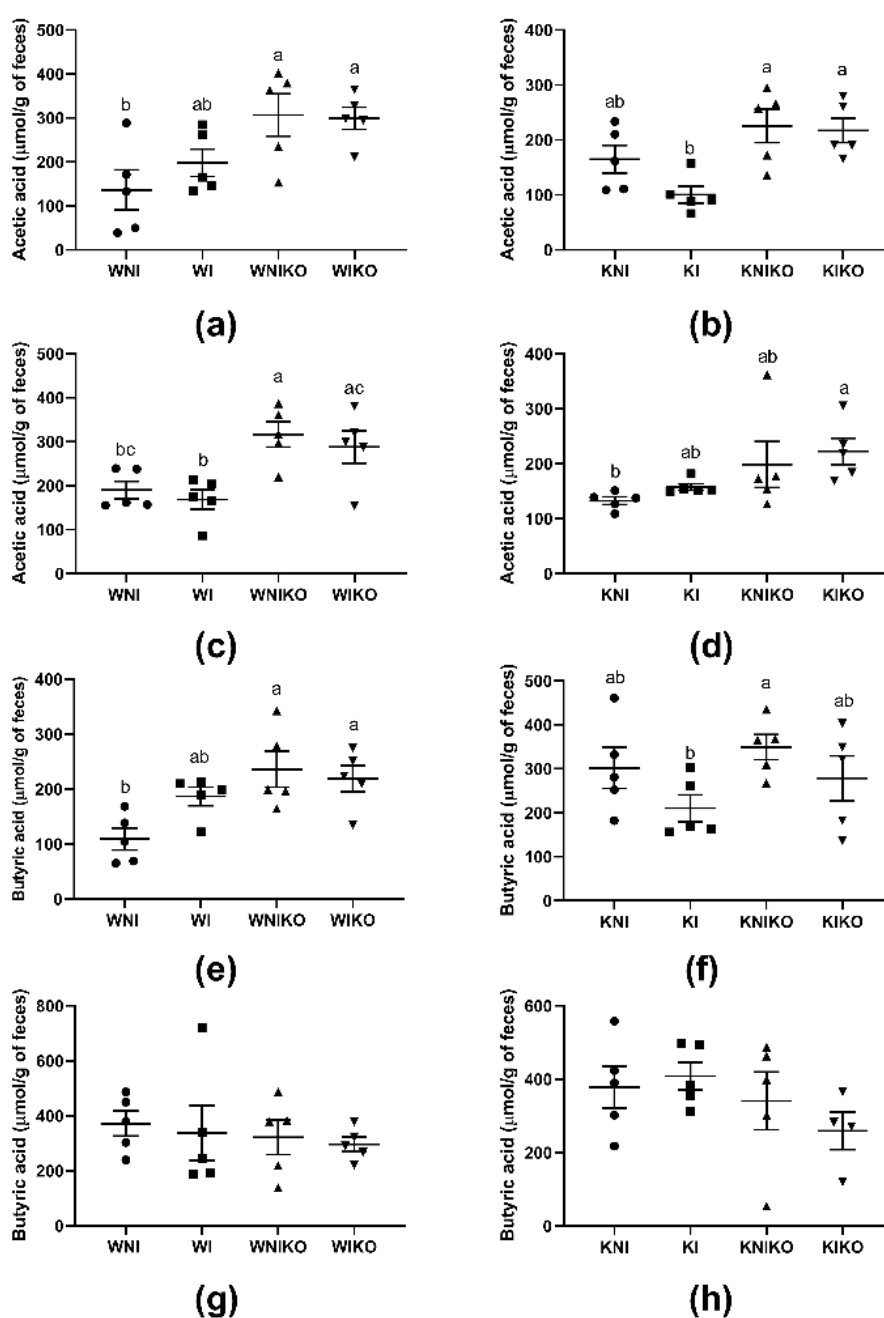 Acetic acid (µmol/g of feces)
500
400
300
200
100
0
b
ab
a
a
WNI WI WNIKO WIKO
(a)
Acetic acid (µmol/g of feces)
400
300
200
100
0
ab
b
a
a
KNI KI KNIKO KIKO
(b)
Acetic acid (µmol/g of feces)
500
400
300
200
100
0
bc
b
a
ac
WNI WI WNIKO WIKO
(c)
Acetic acid (µmol/g of feces)
400
300
200
100
0
b
ab
ab
a
KNI KI KNIKO KIKO
(d)
Butyric acid (µmol/g of feces)
400
300
200
100
0
b
ab
a
a
WNI WI WNIKO WIKO
(e)
Butyric acid (µmol/g of feces)
500
400
300
200
100
0
ab
b
a
ab
KNI KI KNIKO KIKO
(f)
Butyric acid (µmol/g of feces)
800
600
400
200
0
WNI WI WNIKO WIKO
(g)
Butyric acid (µmol/g of feces)
600
400
200
0
KNI KI KNIKO KIKO
(h)